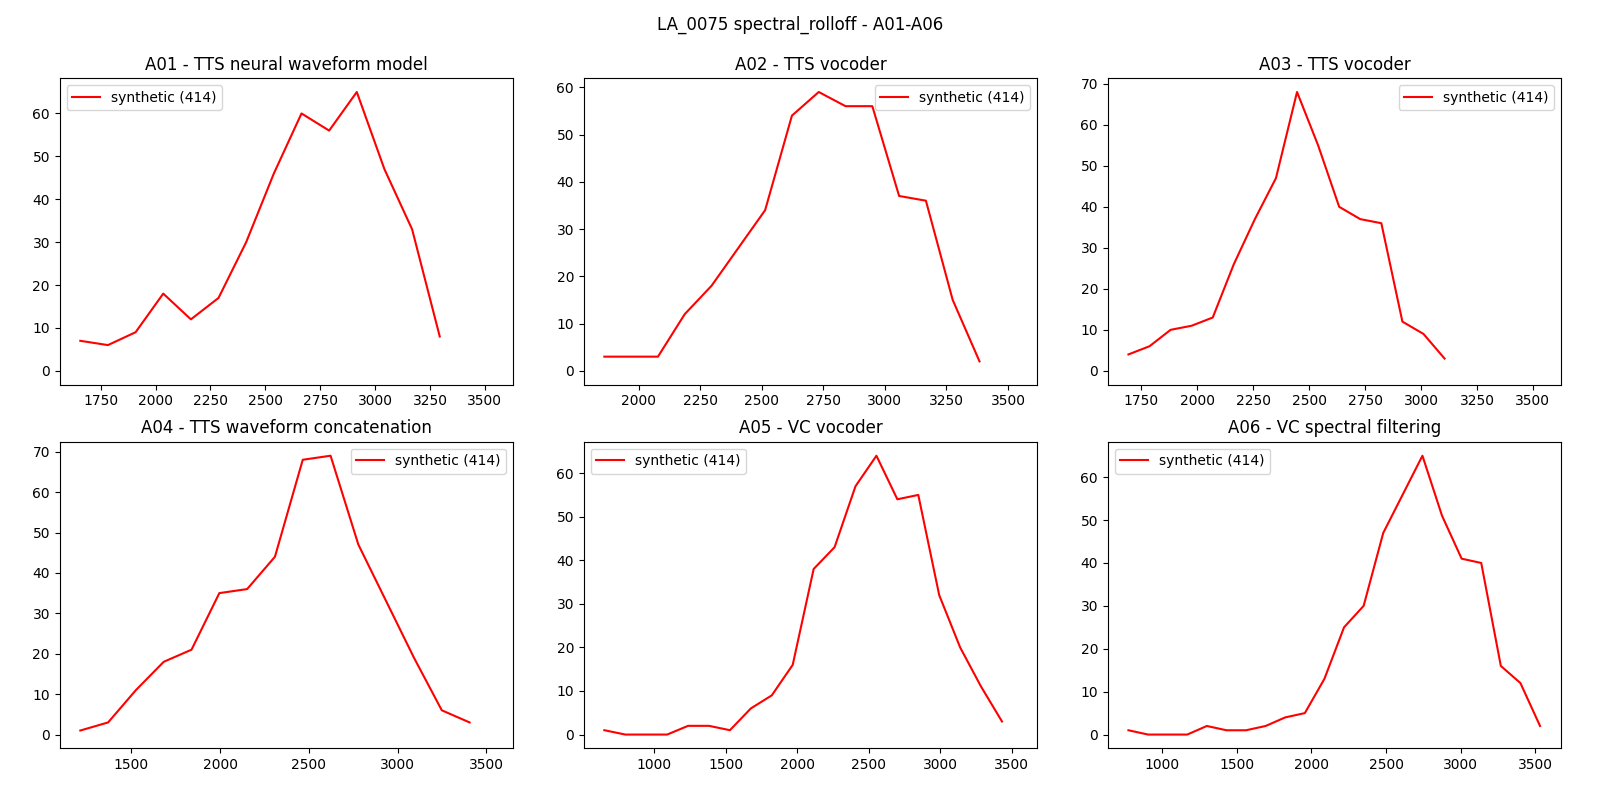 LA_0075 spectral_rolloff - A01-A06
A01 - TTS neural waveform model
synthetic (414)
60
50
40
30
20
10
0
1750 2000 2250 2500 2750 3000 3250 3500
A02 - TTS vocoder
synthetic (414)
60
50
40
30
20
10
0
2000 2250 2500 2750 3000 3250 3500
A03 - TTS vocoder
synthetic (414)
70
60
50
40
30
20
10
0
1750 2000 2250 2500 2750 3000 3250 3500
A04 - TTS waveform concatenation
synthetic (414)
70
60
50
40
30
20
10
0
1500 2000 2500 3000 3500
A05 - VC vocoder
synthetic (414)
60
50
40
30
20
10
0
1000 1500 2000 2500 3000 3500
A06 - VC spectral filtering
synthetic (414)
60
50
40
30
20
10
0
1000 1500 2000 2500 3000 3500